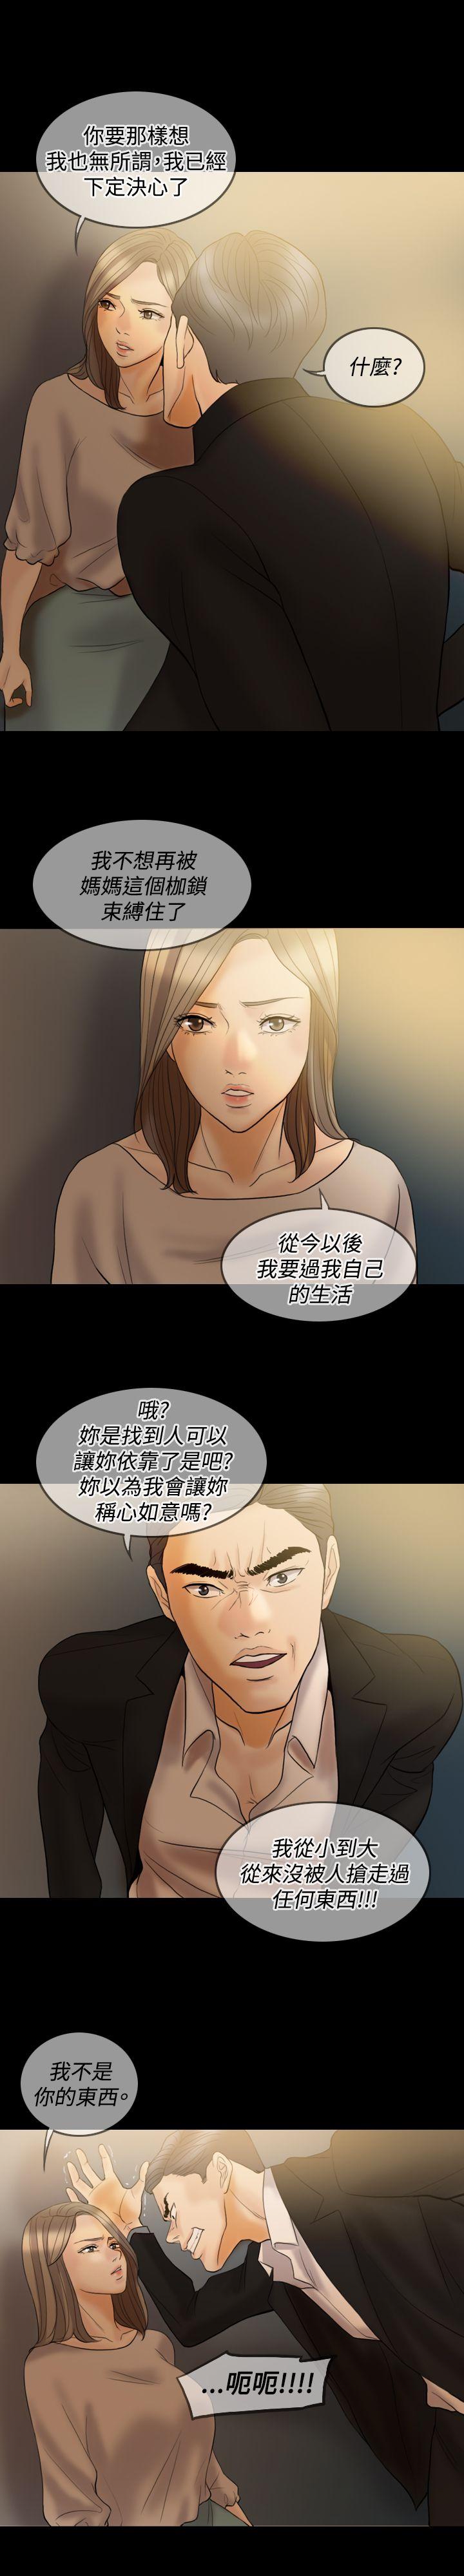 你要那樣想
我也無所謂，我已經
下定決心了
什麼?
我不想再被
媽媽這個枷鎖
束縛住了
從今以後
我要過我自己
的生活
哦?
妳是找到人可以
讓妳依靠了是吧?
妳以為我會讓妳
稱心如意嗎?
我從小到大
從來沒被人搶走過
任何東西!!!
我不是
你的東西。
...呃呃!!!!